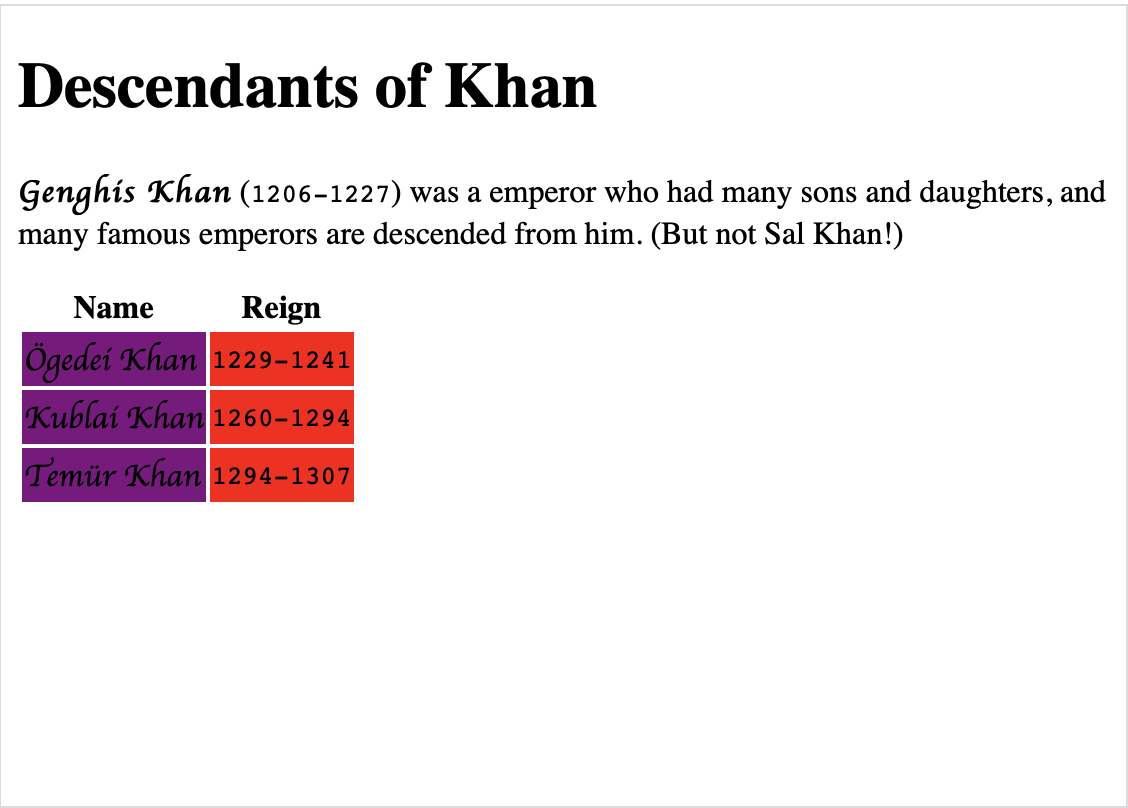 Descendants of Khan
Genghis Khan (1206–1227) was a emperor who had many sons and daughters, and
many famous emperors are descended from him. (But not Sal Khan!)
Name Reign
Ögedei Khan 1229–1241
Kublai Khan 1260–1294
Temür Khan 1294–1307